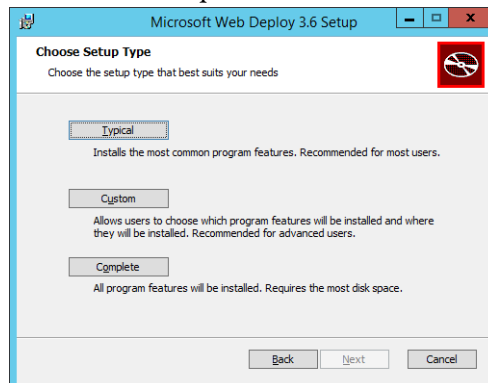 Microsoft Web Deploy 3.6 Setup
Choose Setup Type
Choose the setup type that best suits your needs
Typical
Installs the most common program features. Recommended for most users.
Custom
Allows users to choose which program features will be installed and where
they will be installed. Recommended for advanced users.
Complete
All program features will be installed. Requires the most disk space.
Back Next Cancel